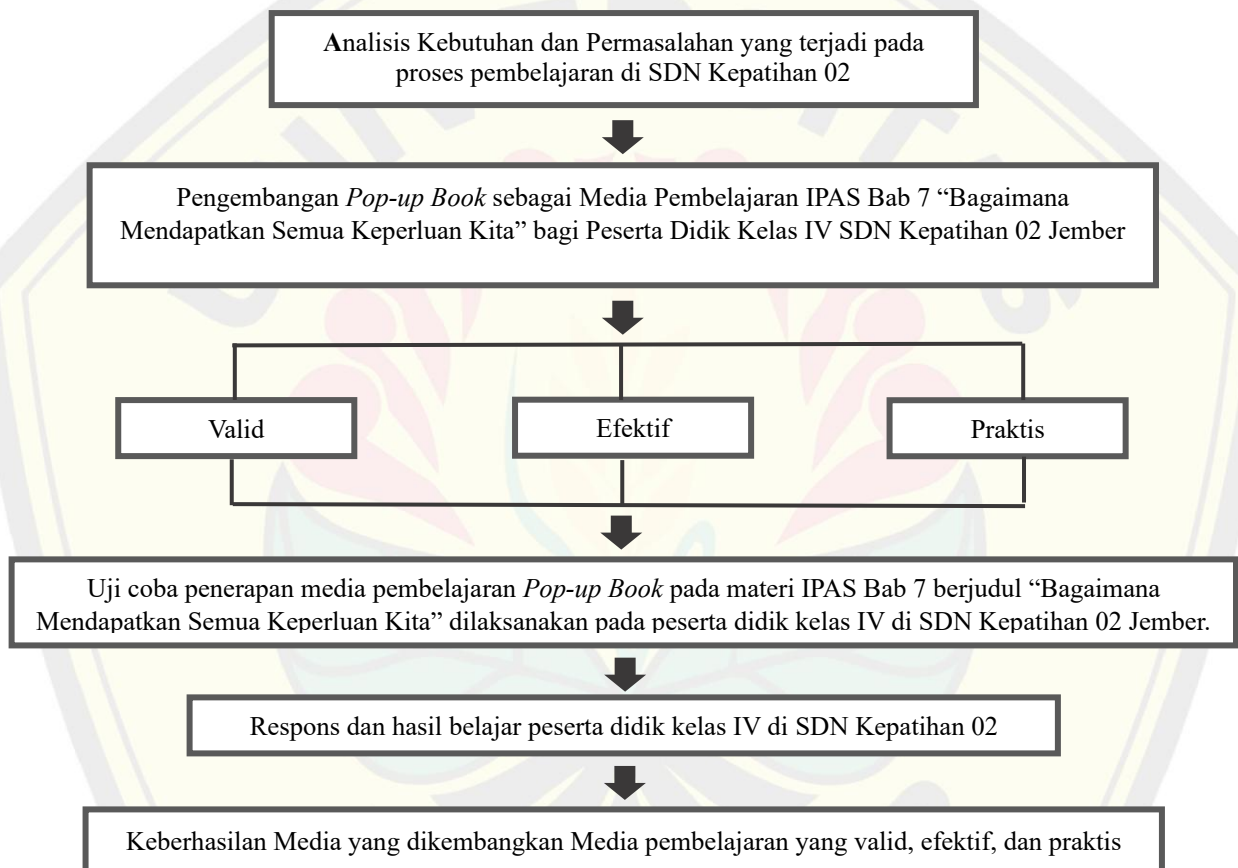 Analisis Kebutuhan dan Permasalahan yang terjadi pada
proses pembelajaran di SDN Kepatihan 02
Pengembangan Pop-up Book sebagai Media Pembelajaran IPAS Bab 7 “Bagaimana
Mendapatkan Semua Keperluan Kita” bagi Peserta Didik Kelas IV SDN Kepatihan 02 Jember
Valid
Efektif
Praktis
Uji coba penerapan media pembelajaran Pop-up Book pada materi IPAS Bab 7 berjudul “Bagaimana
Mendapatkan Semua Keperluan Kita” dilaksanakan pada peserta didik kelas IV di SDN Kepatihan 02 Jember.
Respons dan hasil belajar peserta didik kelas IV di SDN Kepatihan 02
Keberhasilan Media yang dikembangkan Media pembelajaran yang valid, efektif, dan praktis